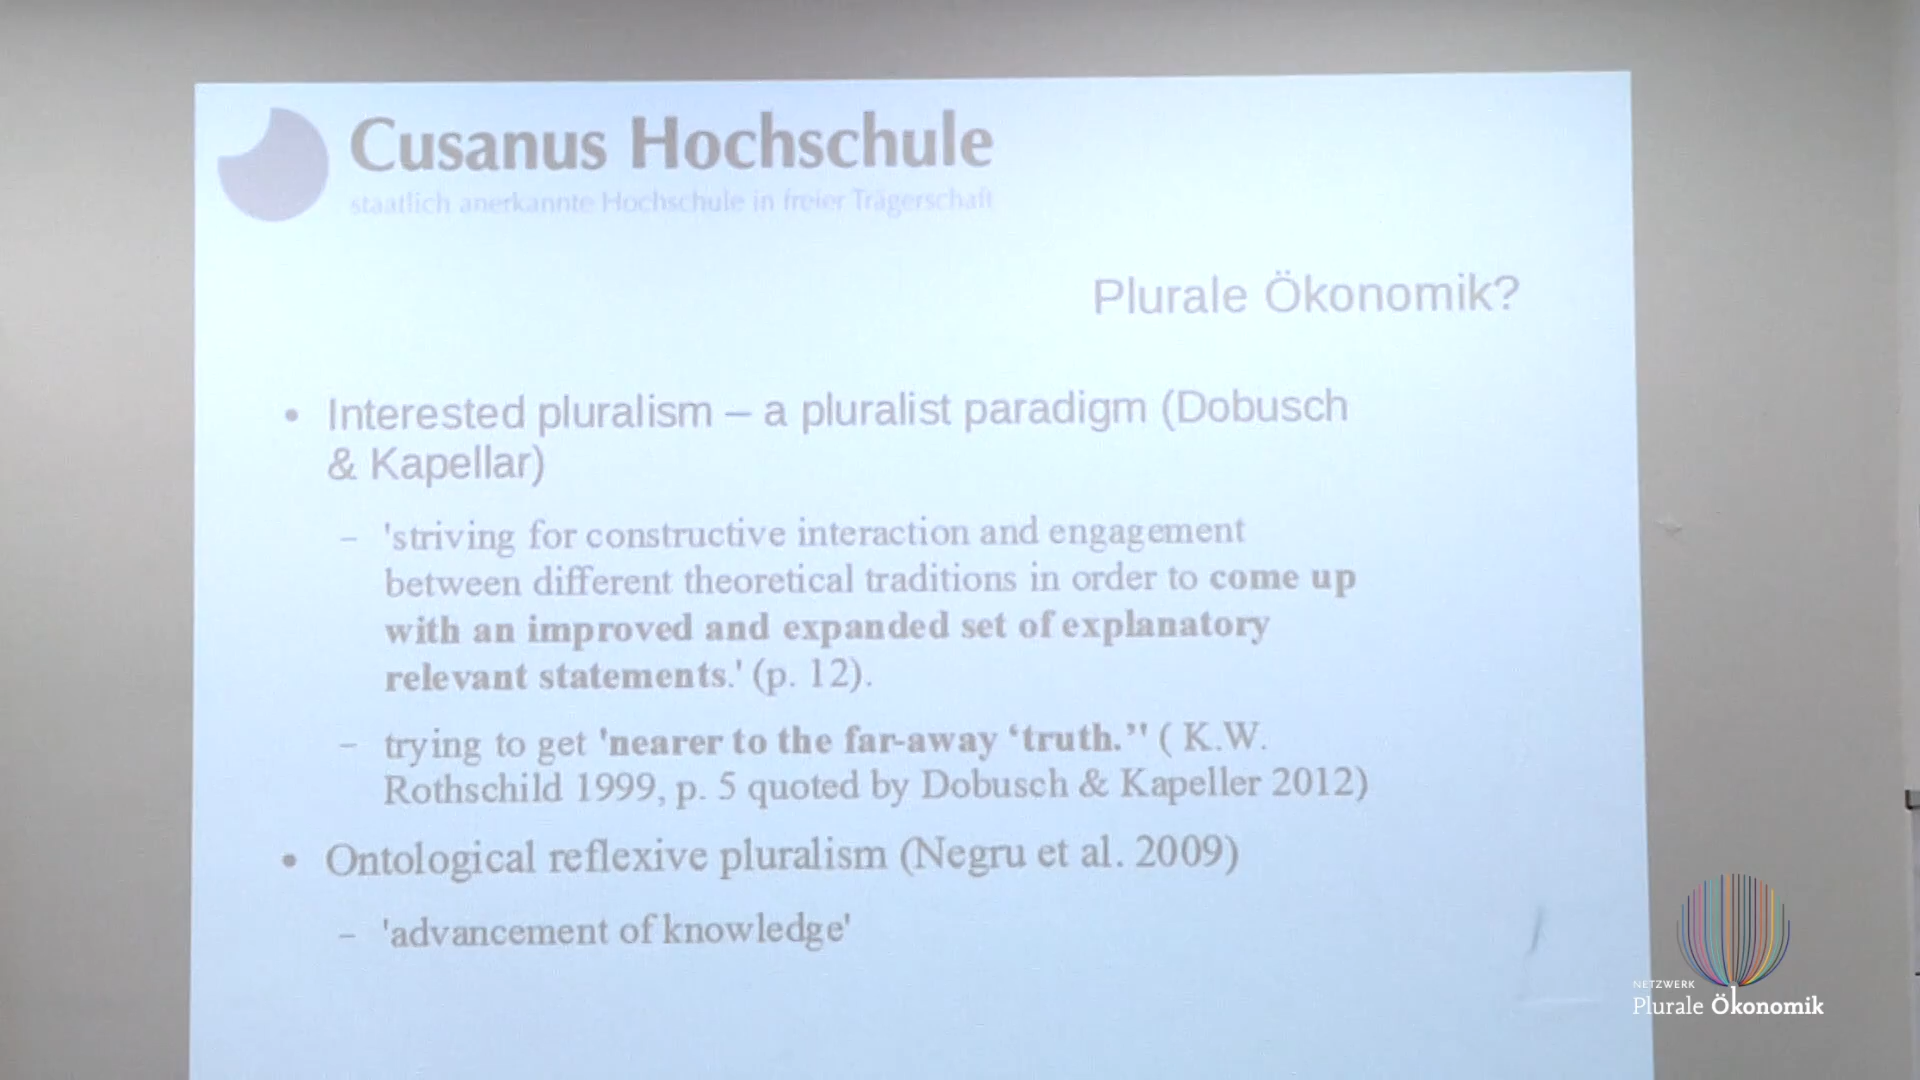 Cusanus Hochschule
staatlich anerkannte Hochschule in freier Trägerschaft
Plurale Ökonomik?
• Interested pluralism – a pluralist paradigm (Dobusch
& Kapellar)
– 'striving for constructive interaction and engagement
between different theoretical traditions in order to come up
with an improved and expanded set of explanatory
relevant statements.' (p. 12).
– trying to get 'nearer to the far-away ‘truth.’' ( K.W.
Rothschild 1999, p. 5 quoted by Dobusch & Kapeller 2012)
• Ontological reflexive pluralism (Negru et al. 2009)
– 'advancement of knowledge'
NETZWERK
Plurale Ökonomik